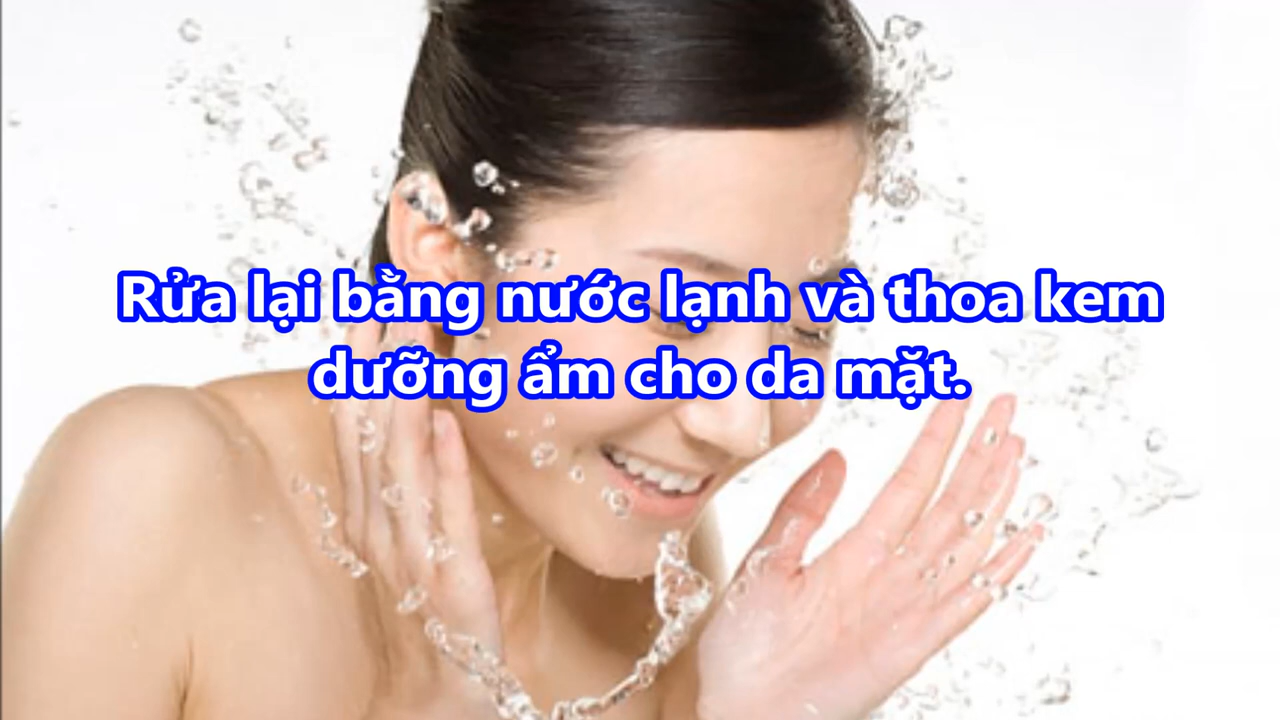 Rửa lại bằng nước lạnh và thoa kem
dưỡng ẩm cho da mặt.